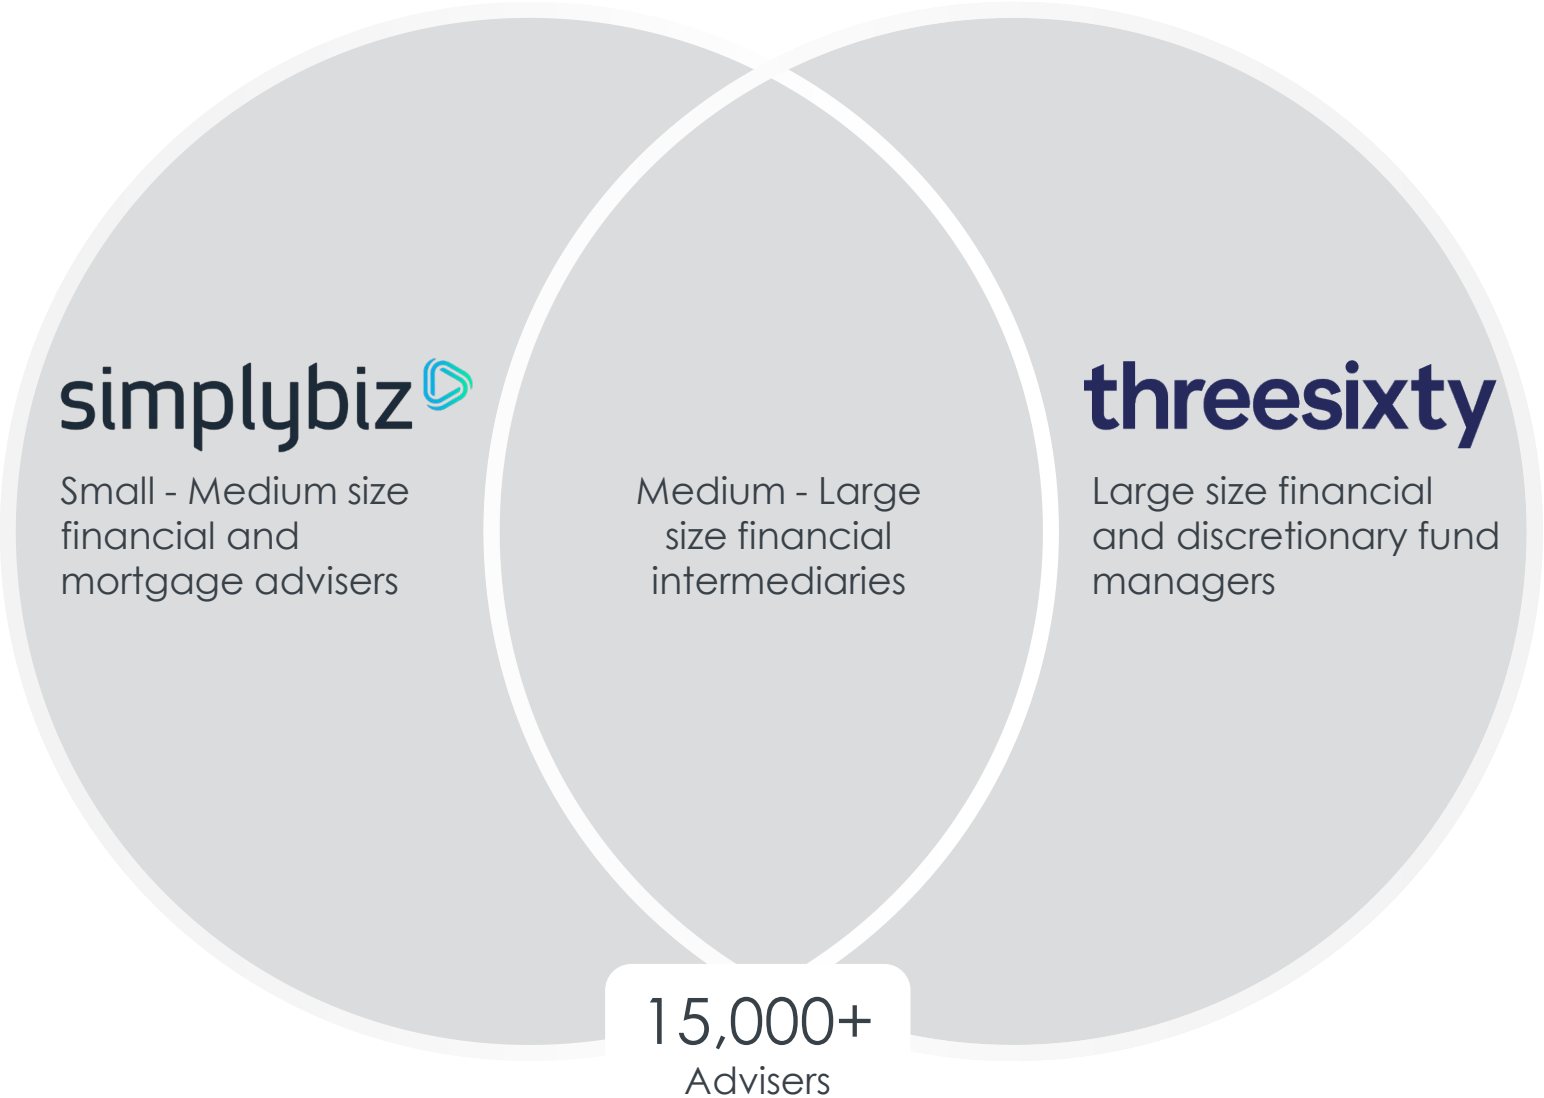 simplybiz
Small - Medium size
financial and
mortgage advisers
Medium - Large
size financial
intermediaries
threesixty
Large size financial
and discretionary fund
managers
15,000+
Advisers